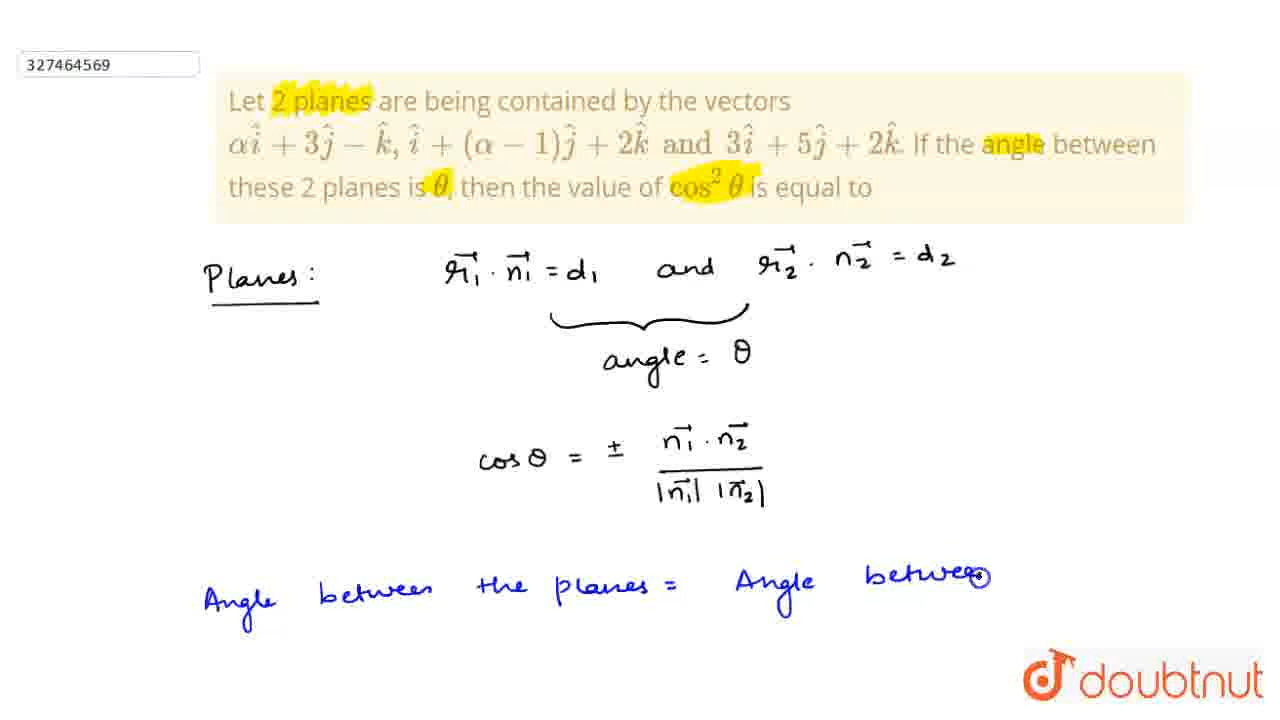 327464569
Let 2 planes are being contained by the vectors
αî + 3ĵ − k̂, î + (α − 1)ĵ + 2k̂ and 3î + 5ĵ + 2k̂. If the angle between
these 2 planes is θ, then the value of cos² θ is equal to
Planes: r₁⃗ · n₁⃗ = d₁ and r₂⃗ · n₂⃗ = d₂
angle = θ
cos θ = ± n₁⃗ · n₂⃗ / |n₁⃗| |n₂⃗|
Angle between the planes = Angle between
doubtnut